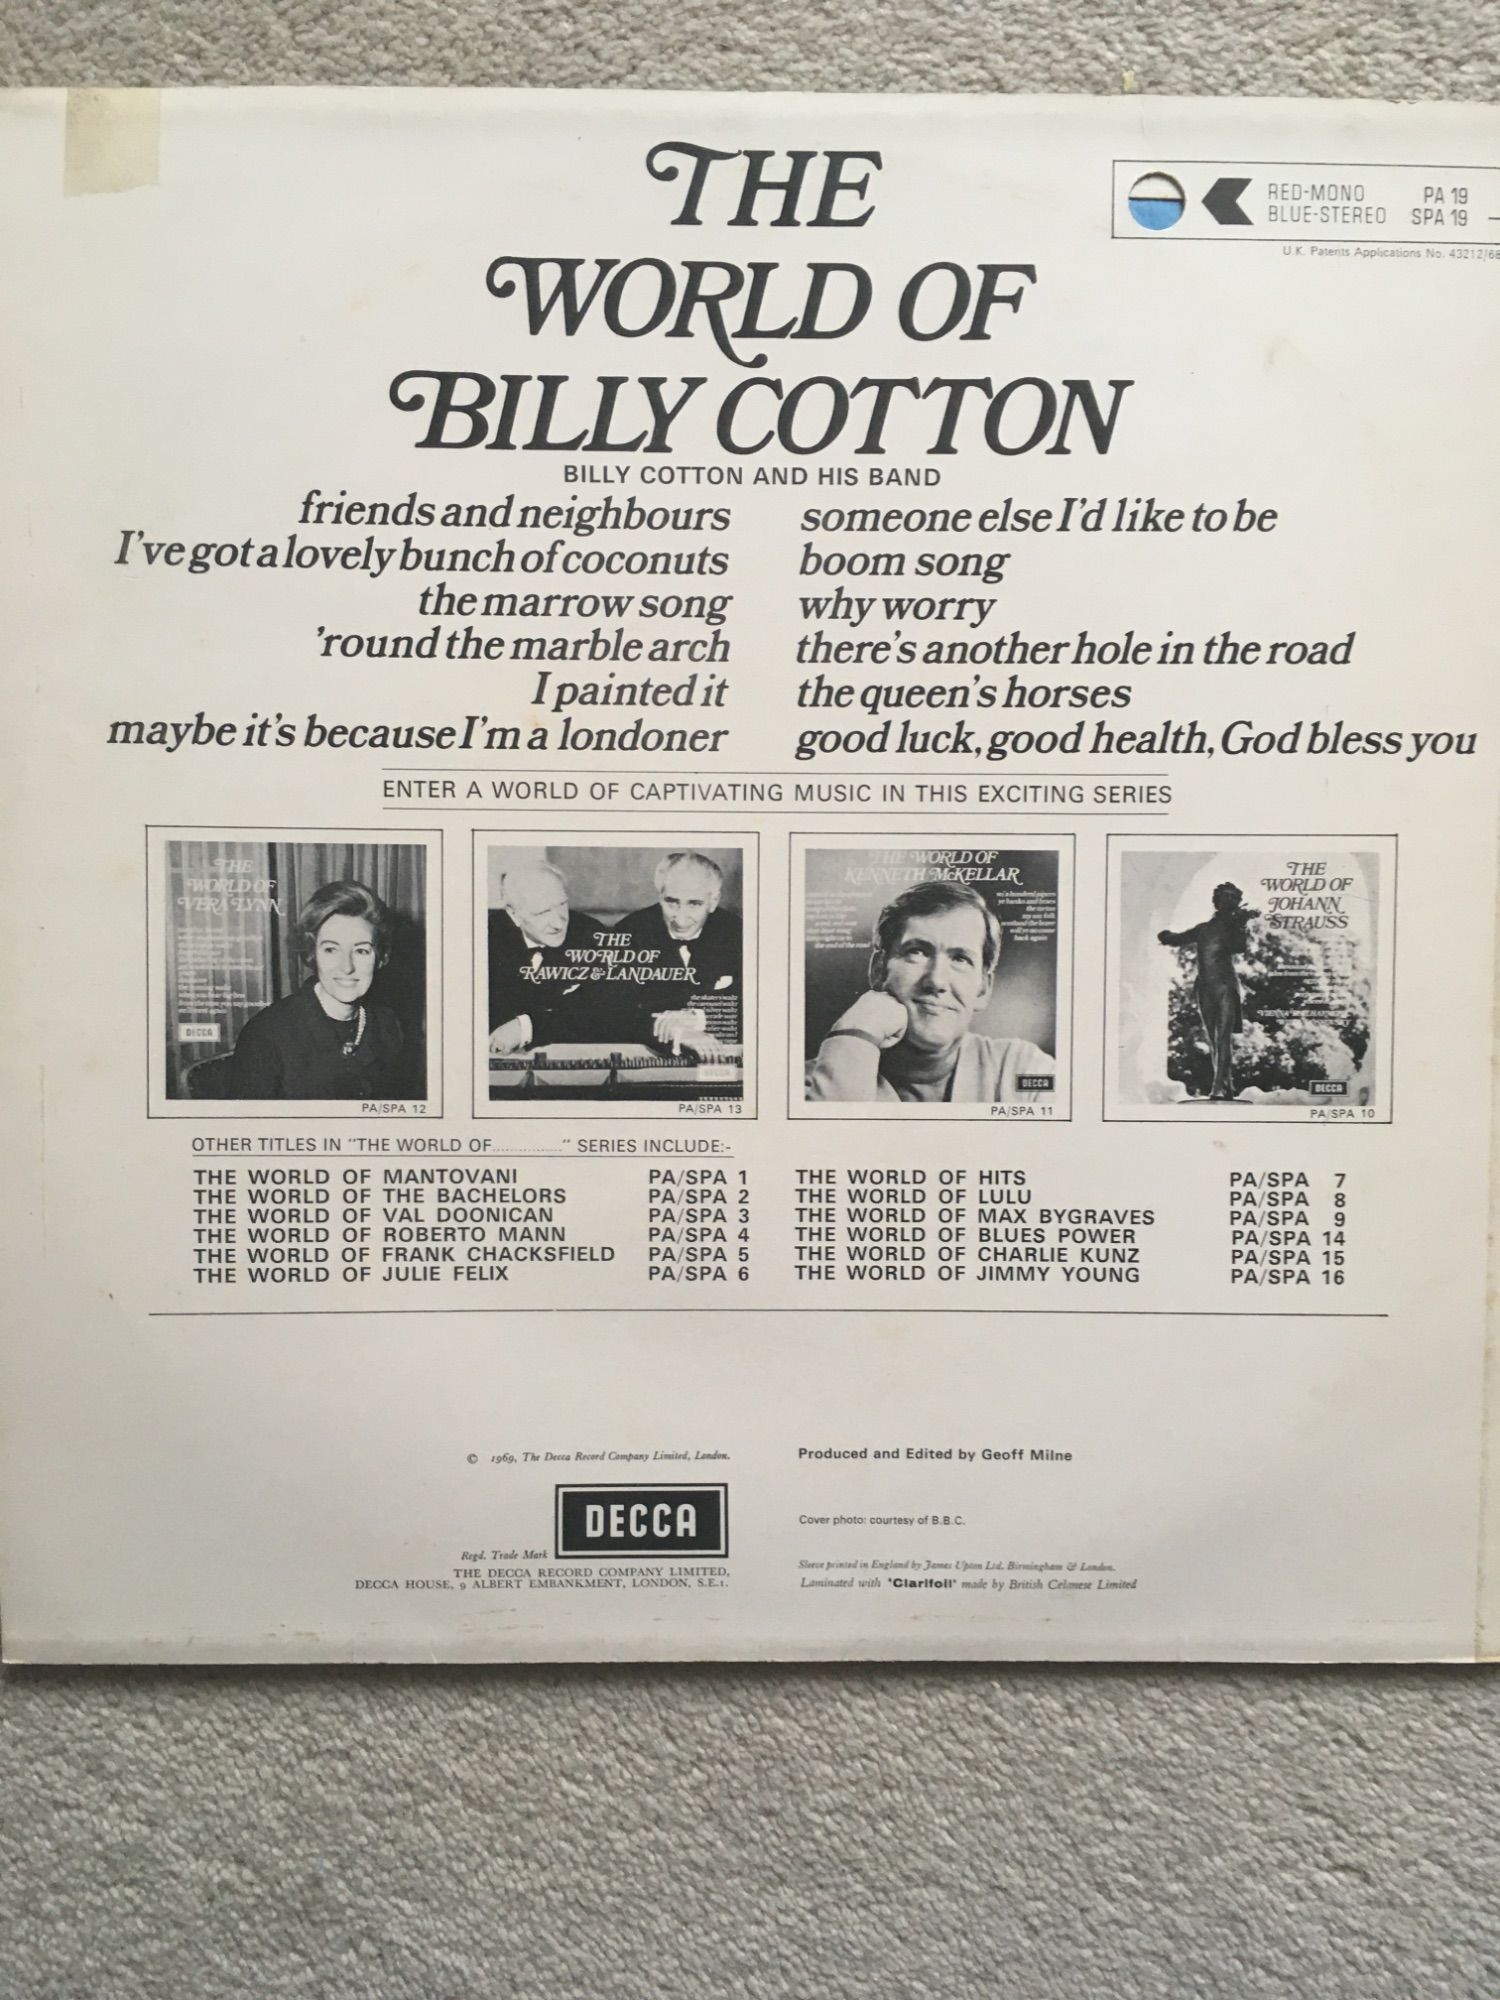 THE
WORLD OF
BILLY COTTON
RED-MONO PA 19
BLUE-STEREO SPA 19
U.K. Patents Applications No. 43212/68
BILLY COTTON AND HIS BAND
friends and neighbours
I've got a lovely bunch of coconuts
the marrow song
'round the marble arch
I painted it
maybe it's because I'm a londoner
someone else I'd like to be
boom song
why worry
there's another hole in the road
the queen's horses
good luck, good health, God bless you
ENTER A WORLD OF CAPTIVATING MUSIC IN THIS EXCITING SERIES
THE
WORLD OF
VERA LYNN
DECCA
PA/SPA 12
THE
WORLD OF
RAWICZ & LANDAUER
PA/SPA 13
THE WORLD OF
KENNETH McKELLAR
DECCA
PA/SPA 11
THE
WORLD OF
JOHANN
STRAUSS
DECCA
PA/SPA 10
OTHER TITLES IN "THE WORLD OF................" SERIES INCLUDE:-
THE WORLD OF MANTOVANI PA/SPA 1
THE WORLD OF THE BACHELORS PA/SPA 2
THE WORLD OF VAL DOONICAN PA/SPA 3
THE WORLD OF ROBERTO MANN PA/SPA 4
THE WORLD OF FRANK CHACKSFIELD PA/SPA 5
THE WORLD OF JULIE FELIX PA/SPA 6
THE WORLD OF HITS PA/SPA 7
THE WORLD OF LULU PA/SPA 8
THE WORLD OF MAX BYGRAVES PA/SPA 9
THE WORLD OF BLUES POWER PA/SPA 14
THE WORLD OF CHARLIE KUNZ PA/SPA 15
THE WORLD OF JIMMY YOUNG PA/SPA 16
© 1969, The Decca Record Company Limited, London.
DECCA
Regd. Trade Mark
THE DECCA RECORD COMPANY LIMITED,
DECCA HOUSE, 9 ALBERT EMBANKMENT, LONDON, S.E.1.
Produced and Edited by Geoff Milne
Cover photo: courtesy of B.B.C.
Sleeve printed in England by James Upton Ltd. Birmingham & London.
Laminated with 'Clarifoil' made by British Celanese Limited